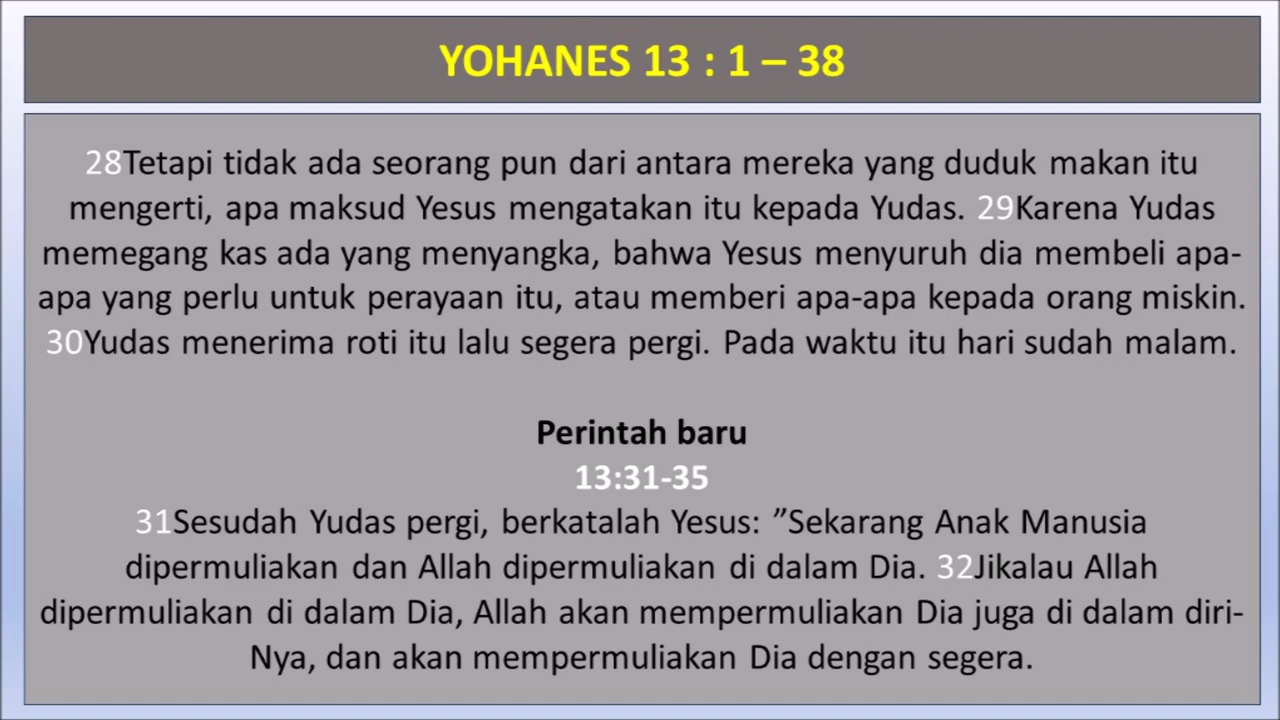 YOHANES 13 : 1 – 38
28Tetapi tidak ada seorang pun dari antara mereka yang duduk makan itu
mengerti, apa maksud Yesus mengatakan itu kepada Yudas. 29Karena Yudas
memegang kas ada yang menyangka, bahwa Yesus menyuruh dia membeli apa-
apa yang perlu untuk perayaan itu, atau memberi apa-apa kepada orang miskin.
30Yudas menerima roti itu lalu segera pergi. Pada waktu itu hari sudah malam.
Perintah baru
13:31-35
31Sesudah Yudas pergi, berkatalah Yesus: ”Sekarang Anak Manusia
dipermuliakan dan Allah dipermuliakan di dalam Dia. 32Jikalau Allah
dipermuliakan di dalam Dia, Allah akan mempermuliakan Dia juga di dalam diri-
Nya, dan akan mempermuliakan Dia dengan segera.